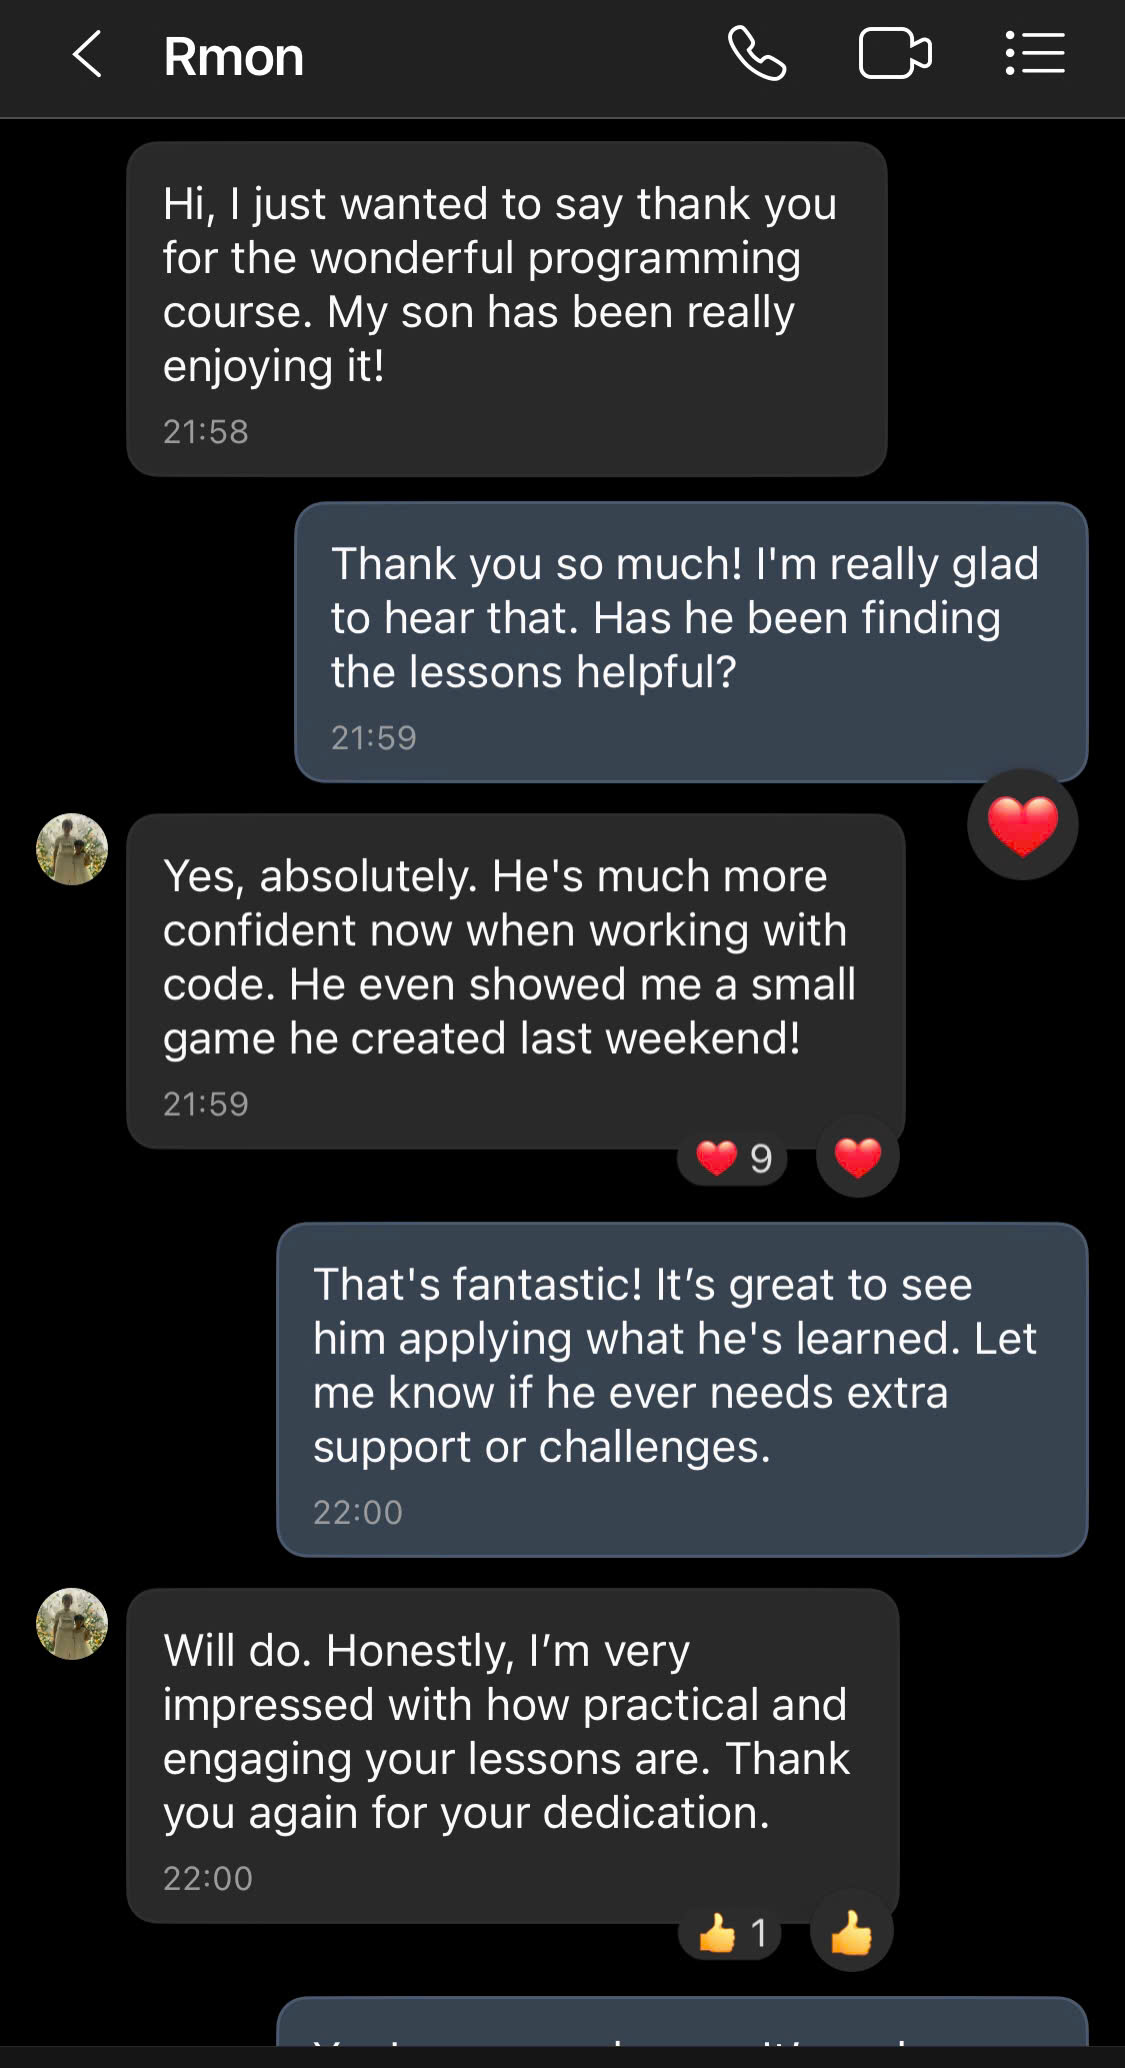 Rmon
Hi, I just wanted to say thank you
for the wonderful programming
course. My son has been really
enjoying it!
21:58
Thank you so much! I'm really glad
to hear that. Has he been finding
the lessons helpful?
21:59
Yes, absolutely. He's much more
confident now when working with
code. He even showed me a small
game he created last weekend!
21:59
9
That's fantastic! It’s great to see
him applying what he's learned. Let
me know if he ever needs extra
support or challenges.
22:00
Will do. Honestly, I’m very
impressed with how practical and
engaging your lessons are. Thank
you again for your dedication.
22:00
1